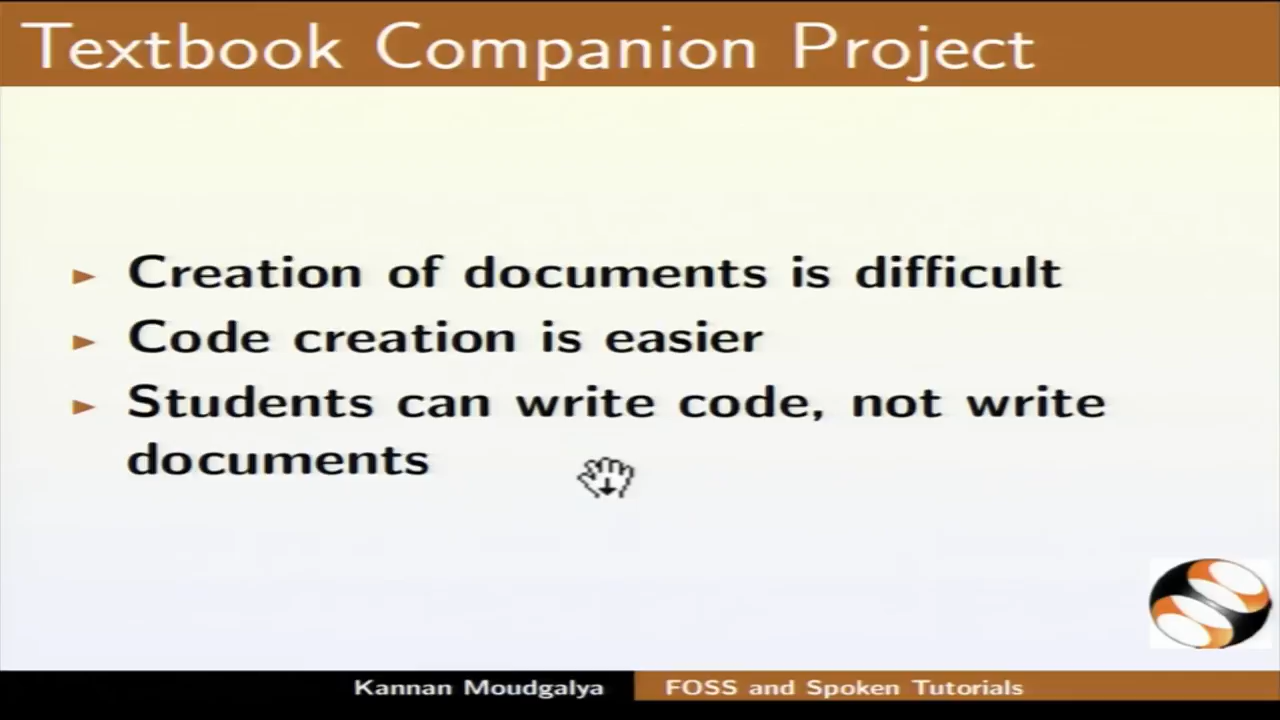 Textbook Companion Project
Creation of documents is difficult
Code creation is easier
Students can write code, not write
documents
Kannan Moudgalya
FOSS and Spoken Tutorials